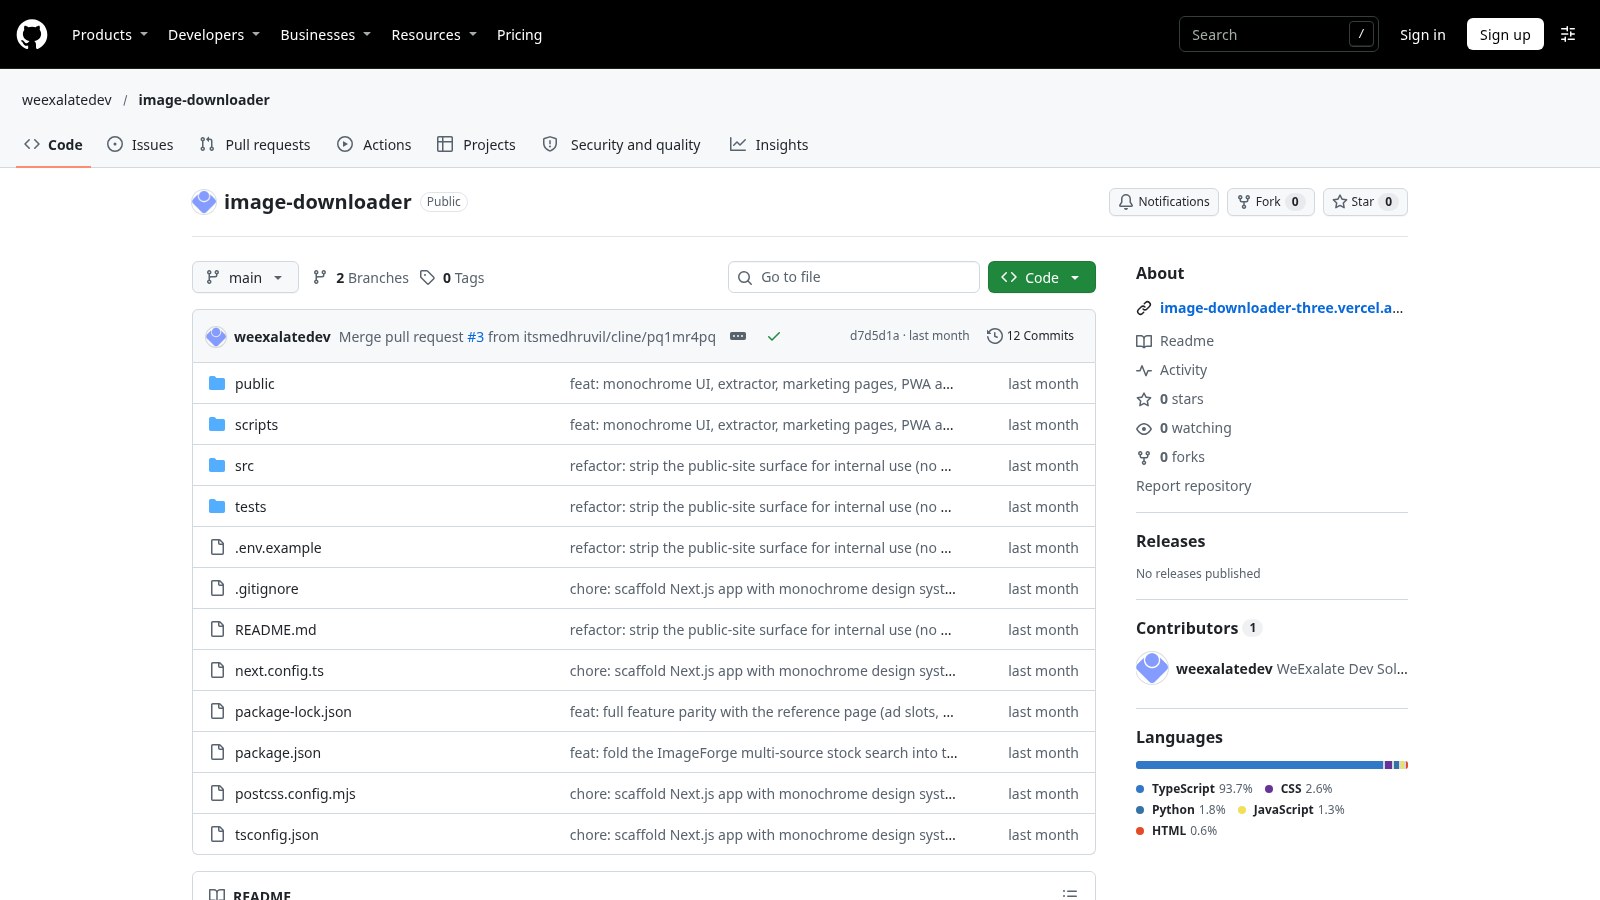 Products Developers Businesses Resources Pricing Search / Sign in Sign up
weexalatedev / image-downloader
Code Issues Pull requests Actions Projects Security and quality Insights
image-downloader Public Notifications Fork 0 Star 0
main 2 Branches 0 Tags Go to file Code
weexalatedev Merge pull request #3 from itsmedhruvil/cline/pq1mr4pq d7d5d1a · last month 12 Commits
public feat: monochrome UI, extractor, marketing pages, PWA a... last month
scripts feat: monochrome UI, extractor, marketing pages, PWA a... last month
src refactor: strip the public-site surface for internal use (no ... last month
tests refactor: strip the public-site surface for internal use (no ... last month
.env.example refactor: strip the public-site surface for internal use (no ... last month
.gitignore chore: scaffold Next.js app with monochrome design syst... last month
README.md refactor: strip the public-site surface for internal use (no ... last month
next.config.ts chore: scaffold Next.js app with monochrome design syst... last month
package-lock.json feat: full feature parity with the reference page (ad slots, ... last month
package.json feat: fold the ImageForge multi-source stock search into t... last month
postcss.config.mjs chore: scaffold Next.js app with monochrome design syst... last month
tsconfig.json chore: scaffold Next.js app with monochrome design syst... last month
README
About
image-downloader-three.vercel.a...
Readme
Activity
0 stars
0 watching
0 forks
Report repository
Releases
No releases published
Contributors 1
weexalatedev WeExalate Dev Sol...
Languages
TypeScript 93.7% CSS 2.6%
Python 1.8% JavaScript 1.3%
HTML 0.6%